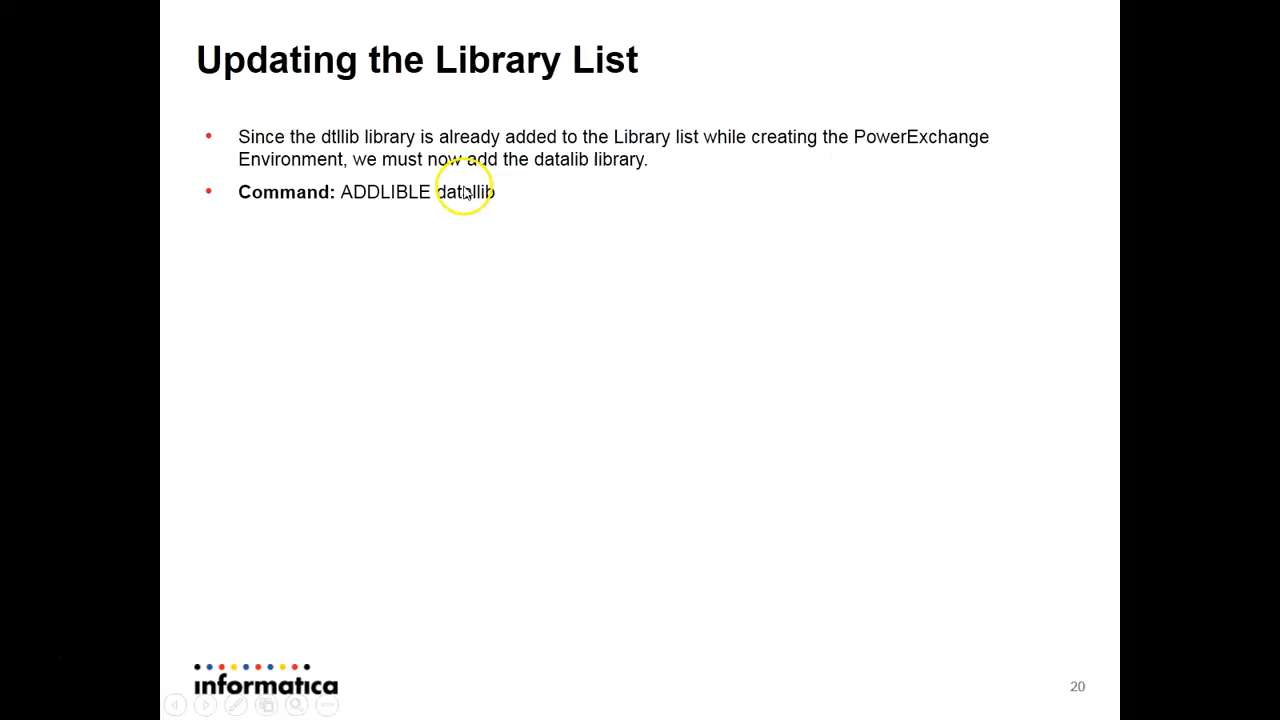 Updating the Library List
• Since the dtllib library is already added to the Library list while creating the PowerExchange
Environment, we must now add the datalib library.
• Command: ADDLIBLE
informatica
20